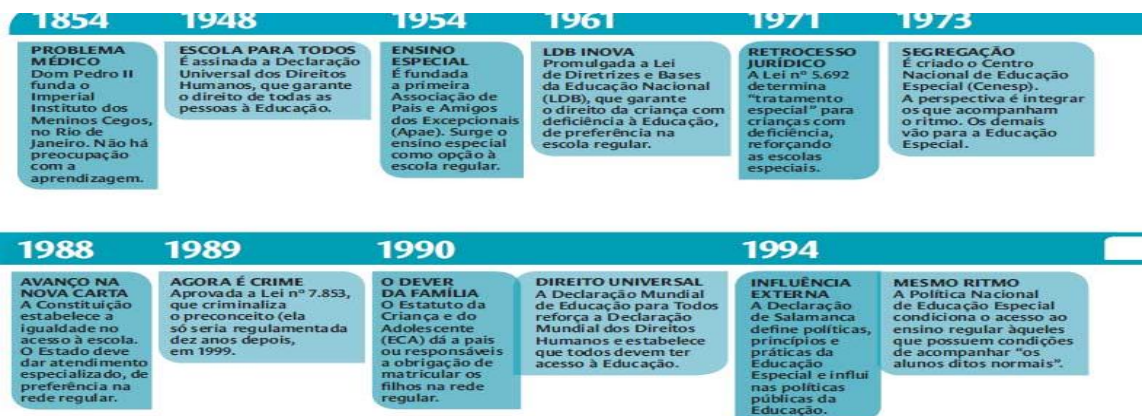 1854
PROBLEMA
MÉDICO
Dom Pedro II
funda o
Imperial
Instituto dos
Meninos Cegos,
no Rio de
Janeiro. Não há
preocupação
com a
aprendizagem.
1948
ESCOLA PARA TODOS
É assinada a Declaração
Universal dos Direitos
Humanos, que garante
o direito de todas as
pessoas à Educação.
1954
ENSINO
ESPECIAL
É fundada
a primeira
Associação de
Pais e Amigos
dos Excepcionais
(Apae). Surge o
ensino especial
como opção à
escola regular.
1961
LDB INOVA
Promulgada a Lei
de Diretrizes e Bases
da Educação Nacional
(LDB), que garante
o direito da criança com
deficiência à Educação,
de preferência na
escola regular.
1971
RETROCESSO
JURÍDICO
A Lei nº 5.692
determina
“tratamento
especial” para
crianças com
deficiência,
reforçando
as escolas
especiais.
1973
SEGREGAÇÃO
É criado o Centro
Nacional de Educação
Especial (Cenesp).
A perspectiva é integrar
os que acompanham
o ritmo. Os demais
vão para a Educação
Especial.
1988
AVANÇO NA
NOVA CARTA
A Constituição
estabelece a
igualdade no
acesso à escola.
O Estado deve
dar atendimento
especializado, de
preferência na
rede regular.
1989
AGORA É CRIME
Aprovada a Lei nº 7.853,
que criminaliza
o preconceito (ela
só seria regulamentada
dez anos depois,
em 1999.
1990
O DEVER
DA FAMÍLIA
O Estatuto da
Criança e do
Adolescente
(ECA) dá a pais
ou responsáveis
a obrigação de
matricular os
filhos na rede
regular.
DIREITO UNIVERSAL
A Declaração Mundial
de Educação para Todos
reforça a Declaração
Mundial dos Direitos
Humanos e estabelece
que todos devem ter
acesso à Educação.
1994
INFLUÊNCIA
EXTERNA
A Declaração
de Salamanca
define políticas,
princípios e
práticas da
Educação
Especial e influi
nas políticas
públicas da
Educação.
MESMO RITMO
A Política Nacional
de Educação Especial
condiciona o acesso ao
ensino regular àqueles
que possuem condições
de acompanhar “os
alunos ditos normais”.